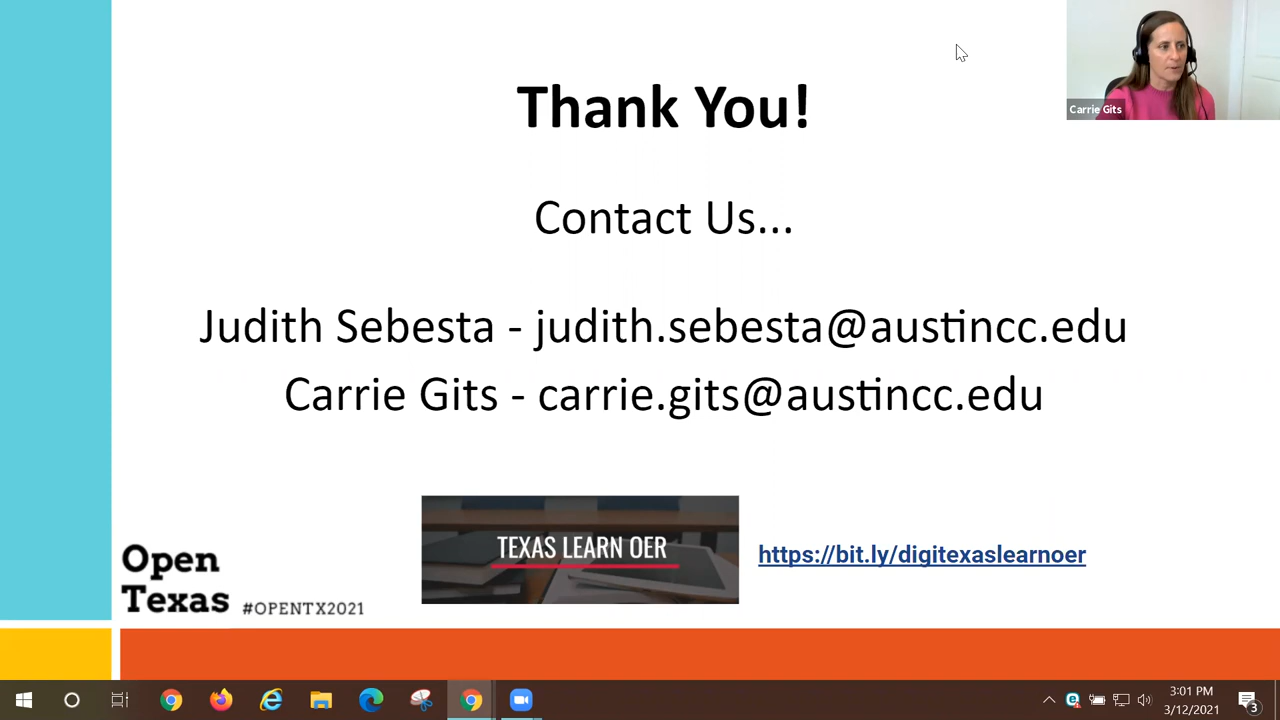 Thank You!
Carrie Gits
Contact Us...
Judith Sebesta - judith.sebesta@austincc.edu
Carrie Gits - carrie.gits@austincc.edu
TEXAS LEARN OER
https://bit.ly/digitexaslearnoer
Open
Texas #OPENTX2021
3:01 PM
3/12/2021
3